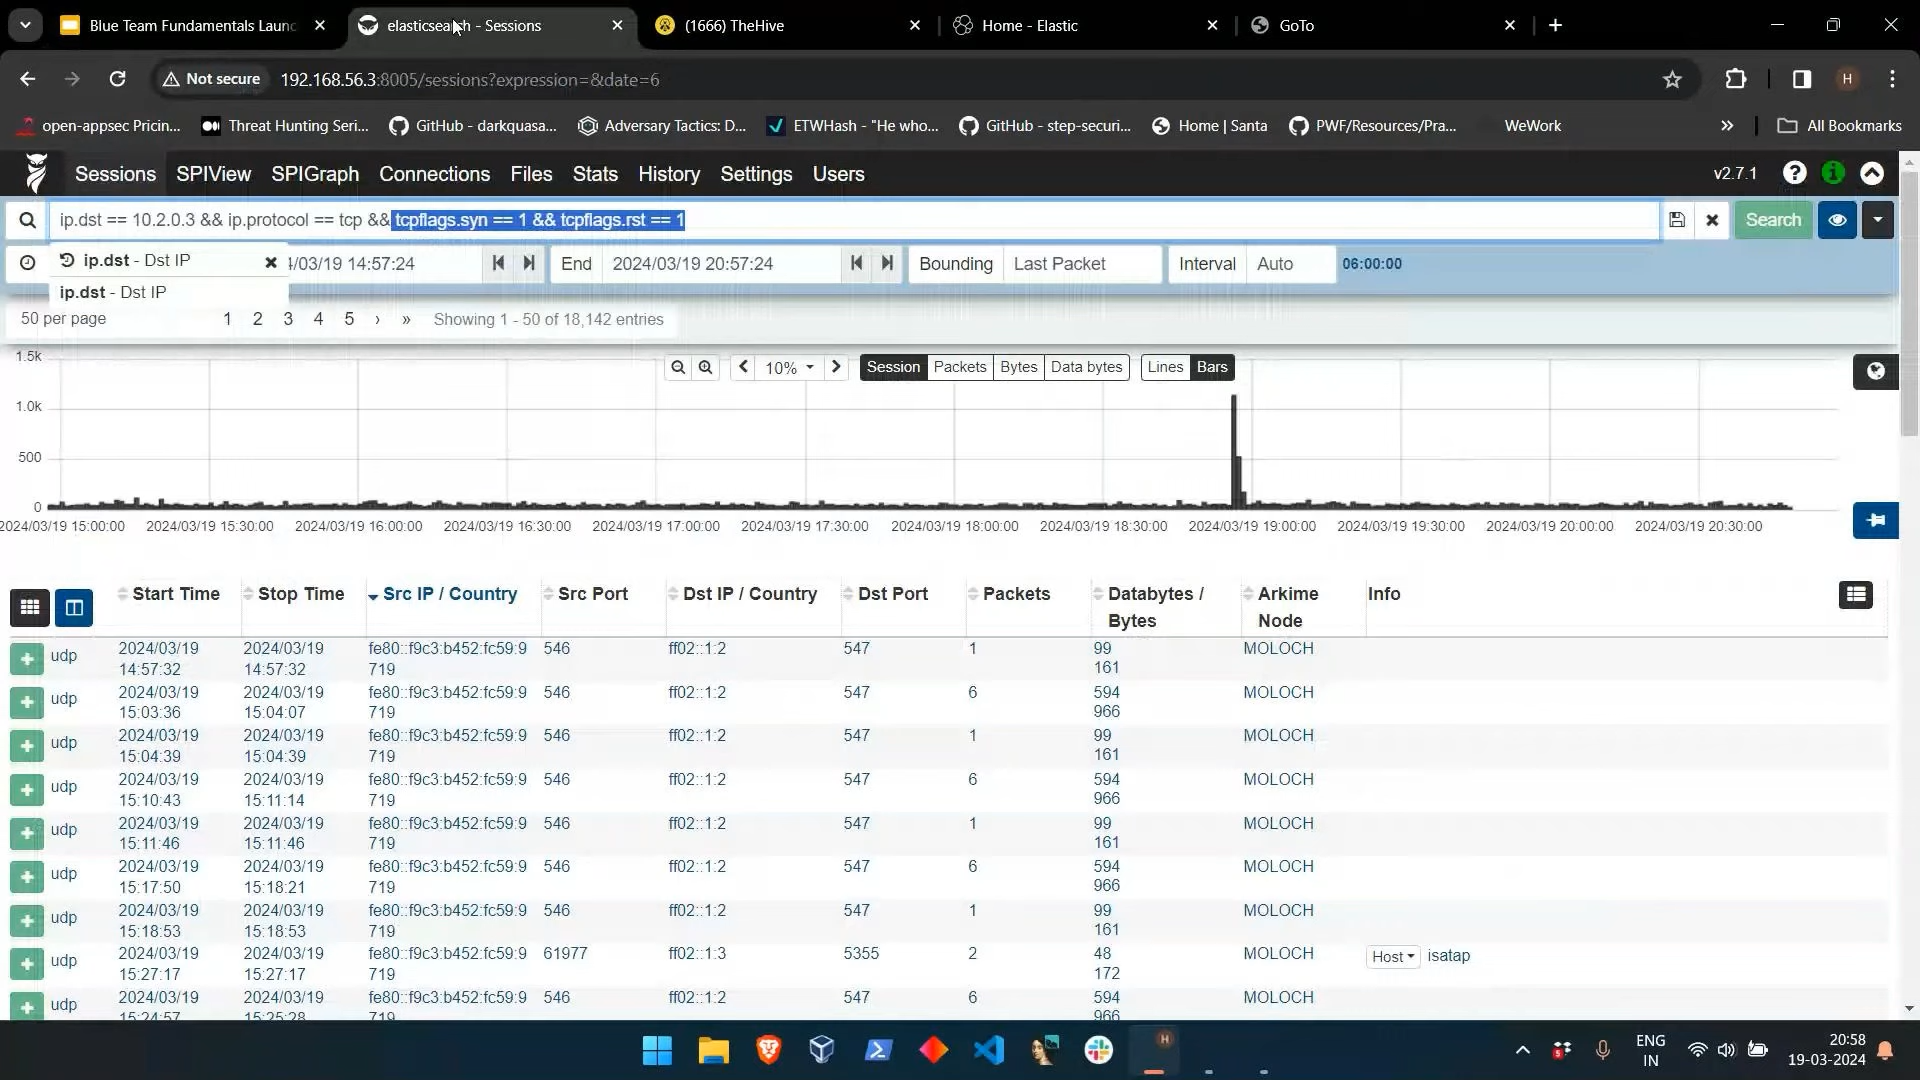 Blue Team Fundamentals Launc
elasticsearch - Sessions
(1666) TheHive
Home - Elastic
GoTo
Not secure 192.168.56.3:8005/sessions?expression=&date=6
H
open-appsec Pricin... Threat Hunting Seri... GitHub - darkquasa... Adversary Tactics: D... ETWHash - "He who... GitHub - step-securi... Home | Santa PWF/Resources/Pra... WeWork » All Bookmarks
Sessions SPIView SPIGraph Connections Files Stats History Settings Users v2.7.1
ip.dst == 10.2.0.3 && ip.protocol == tcp && tcpflags.syn == 1 && tcpflags.rst == 1 Search
ip.dst - Dst IP
/03/19 14:57:24 End 2024/03/19 20:57:24 Bounding Last Packet Interval Auto 06:00:00
ip.dst - Dst IP
50 per page 1 2 3 4 5 › » Showing 1 - 50 of 18,142 entries
10% Session Packets Bytes Data bytes Lines Bars
1.5k
1.0k
500
0
2024/03/19 15:00:00 2024/03/19 15:30:00 2024/03/19 16:00:00 2024/03/19 16:30:00 2024/03/19 17:00:00 2024/03/19 17:30:00 2024/03/19 18:00:00 2024/03/19 18:30:00 2024/03/19 19:00:00 2024/03/19 19:30:00 2024/03/19 20:00:00 2024/03/19 20:30:00
Start Time Stop Time Src IP / Country Src Port Dst IP / Country Dst Port Packets Databytes / Arkime Info
Bytes Node
udp 2024/03/19 2024/03/19 fe80::f9c3:b452:fc59:9 546 ff02::1:2 547 1 99 MOLOCH
14:57:32 14:57:32 719 161
udp 2024/03/19 2024/03/19 fe80::f9c3:b452:fc59:9 546 ff02::1:2 547 6 594 MOLOCH
15:03:36 15:04:07 719 966
udp 2024/03/19 2024/03/19 fe80::f9c3:b452:fc59:9 546 ff02::1:2 547 1 99 MOLOCH
15:04:39 15:04:39 719 161
udp 2024/03/19 2024/03/19 fe80::f9c3:b452:fc59:9 546 ff02::1:2 547 6 594 MOLOCH
15:10:43 15:11:14 719 966
udp 2024/03/19 2024/03/19 fe80::f9c3:b452:fc59:9 546 ff02::1:2 547 1 99 MOLOCH
15:11:46 15:11:46 719 161
udp 2024/03/19 2024/03/19 fe80::f9c3:b452:fc59:9 546 ff02::1:2 547 6 594 MOLOCH
15:17:50 15:18:21 719 966
udp 2024/03/19 2024/03/19 fe80::f9c3:b452:fc59:9 546 ff02::1:2 547 1 99 MOLOCH
15:18:53 15:18:53 719 161
udp 2024/03/19 2024/03/19 fe80::f9c3:b452:fc59:9 61977 ff02::1:3 5355 2 48 MOLOCH Host isatap
15:27:17 15:27:17 719 172
udp 2024/03/19 2024/03/19 fe80::f9c3:b452:fc59:9 546 ff02::1:2 547 6 594 MOLOCH
15:24:57 15:25:28 719 966
H
ENG
IN
20:58
19-03-2024